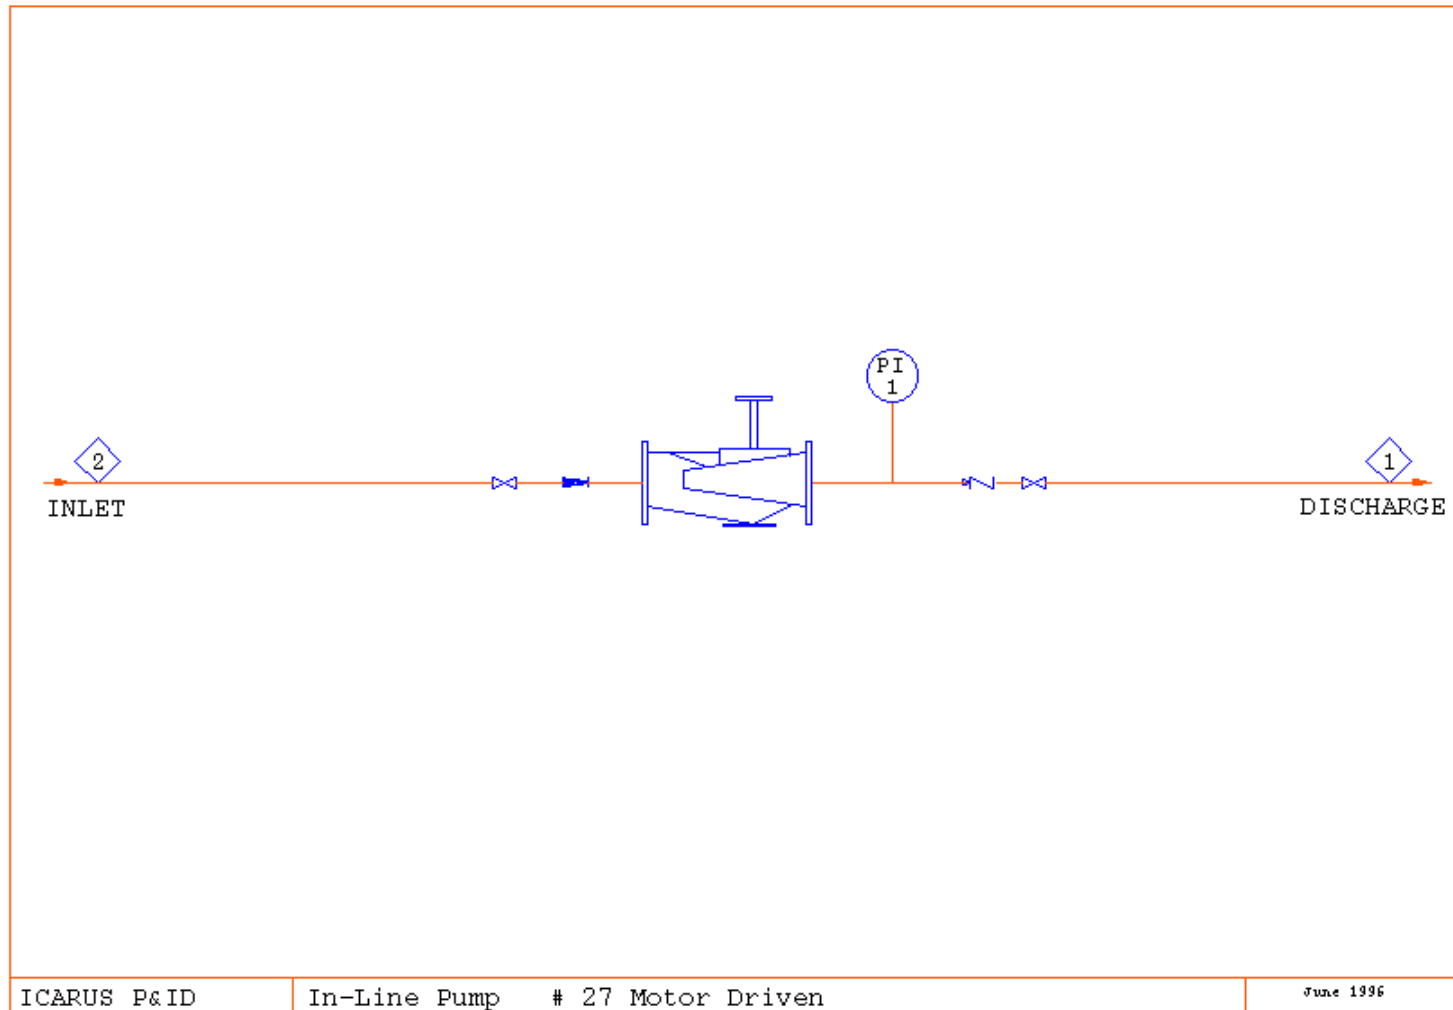 PI
1
2
1
INLET
DISCHARGE
ICARUS P&ID
In-Line Pump # 27 Motor Driven
June 1996